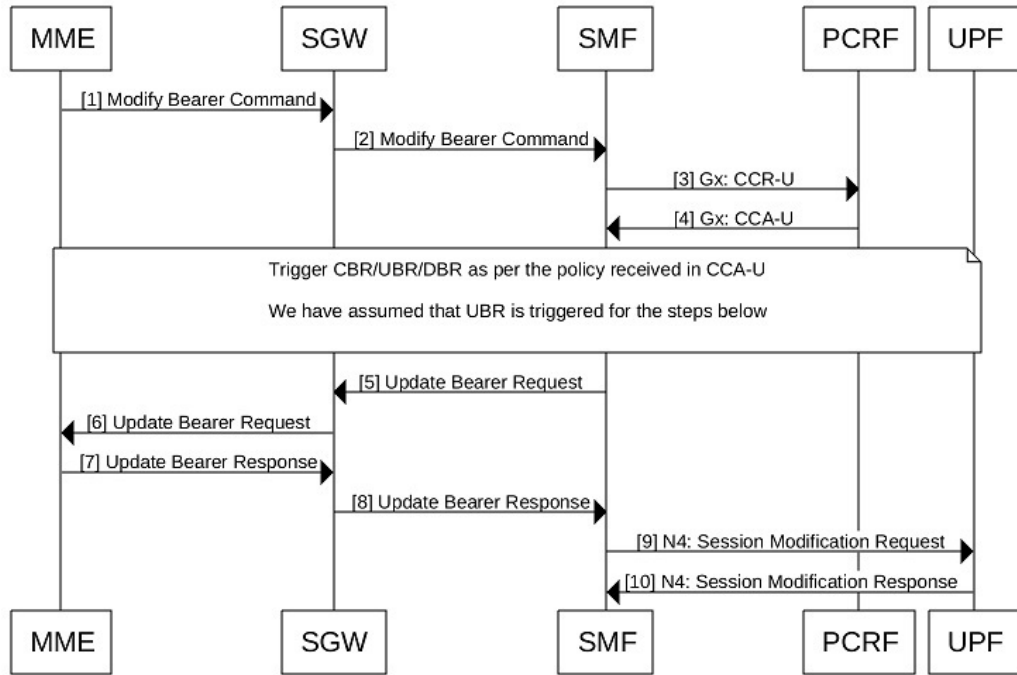 MME SGW SMF PCRF UPF
[1] Modify Bearer Command
[2] Modify Bearer Command
[3] Gx: CCR-U
[4] Gx: CCA-U
Trigger CBR/UBR/DBR as per the policy received in CCA-U
We have assumed that UBR is triggered for the steps below
[5] Update Bearer Request
[6] Update Bearer Request
[7] Update Bearer Response
[8] Update Bearer Response
[9] N4: Session Modification Request
[10] N4: Session Modification Response
MME SGW SMF PCRF UPF